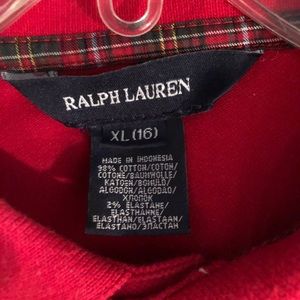 RALPH LAUREN
XL(16)
MADE IN INDONESIA
98% COTTON/COTON/
COTONE/BAUMWOLLE/
KATOEN/BOMULD/
ALGODÓN/ALGODÃO/
ХЛОПОК
2% ELASTANE/
ELASTHANNE/
ELASTHAN/ELASTAAN/
ELASTANO/ЭЛАСТАН